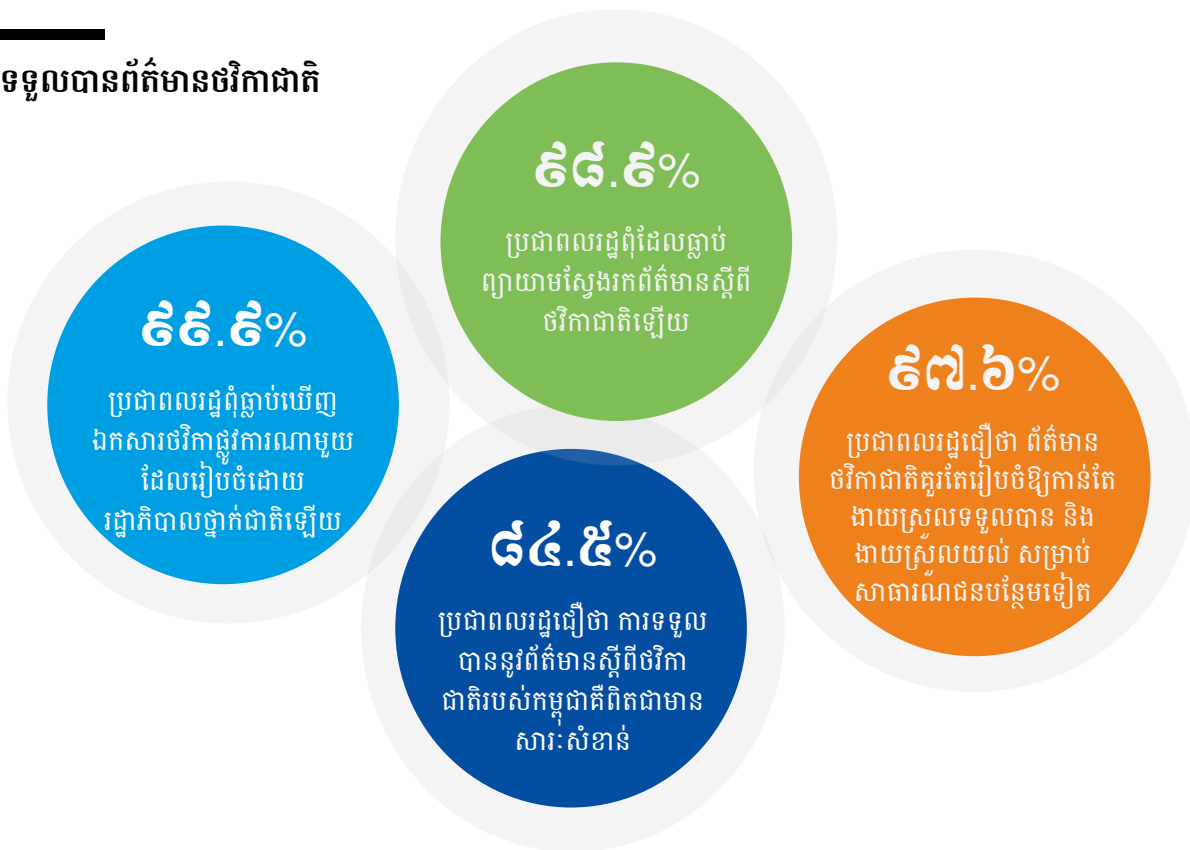 ទទួលបានព័ត៌មានថវិកាជាតិ
៩៨.៩%
ប្រជាពលរដ្ឋពុំដែលធ្លាប់
ព្យាយាមស្វែងរកព័ត៌មានស្តីពី
ថវិកាជាតិឡើយ
៩៩.៩%
ប្រជាពលរដ្ឋពុំធ្លាប់ឃើញ
ឯកសារថវិកាផ្លូវការណាមួយ
ដែលរៀបចំដោយ
រដ្ឋាភិបាលថ្នាក់ជាតិឡើយ
៩៧.៦%
ប្រជាពលរដ្ឋជឿថា ព័ត៌មាន
ថវិកាជាតិគួរតែរៀបចំឱ្យកាន់តែ
ងាយស្រួលទទួលបាន និង
ងាយស្រួលយល់ សម្រាប់
សាធារណជនបន្ថែមទៀត
៨៤.៥%
ប្រជាពលរដ្ឋជឿថា ការទទួល
បាននូវព័ត៌មានស្តីពីថវិកា
ជាតិរបស់កម្ពុជាគឺពិតជាមាន
សារៈសំខាន់